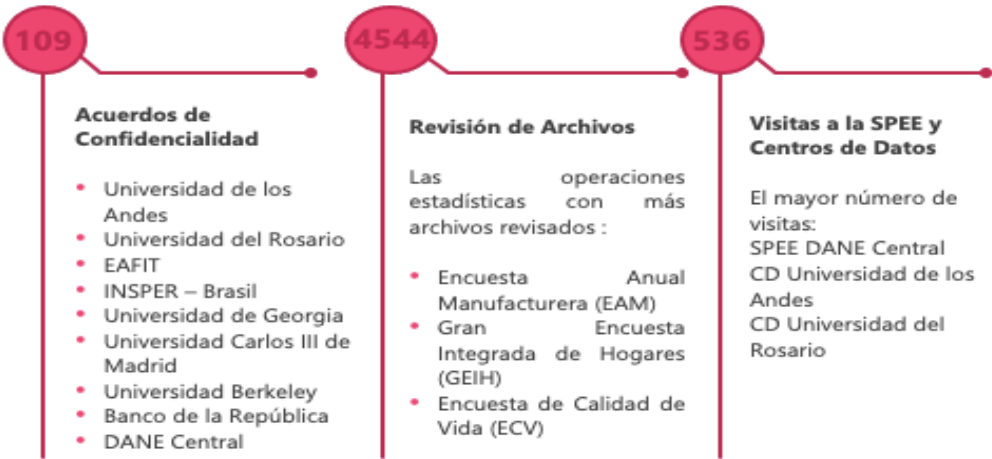 109
Acuerdos de
Confidencialidad
• Universidad de los
Andes
• Universidad del Rosario
• EAFIT
• INSPER – Brasil
• Universidad de Georgia
• Universidad Carlos III de
Madrid
• Universidad Berkeley
• Banco de la República
• DANE Central
4544
Revisión de Archivos
Las operaciones
estadísticas con más
archivos revisados :
• Encuesta Anual
Manufacturera (EAM)
• Gran Encuesta
Integrada de Hogares
(GEIH)
• Encuesta de Calidad de
Vida (ECV)
536
Visitas a la SPEE y
Centros de Datos
El mayor número de
visitas:
SPEE DANE Central
CD Universidad de los
Andes
CD Universidad del
Rosario